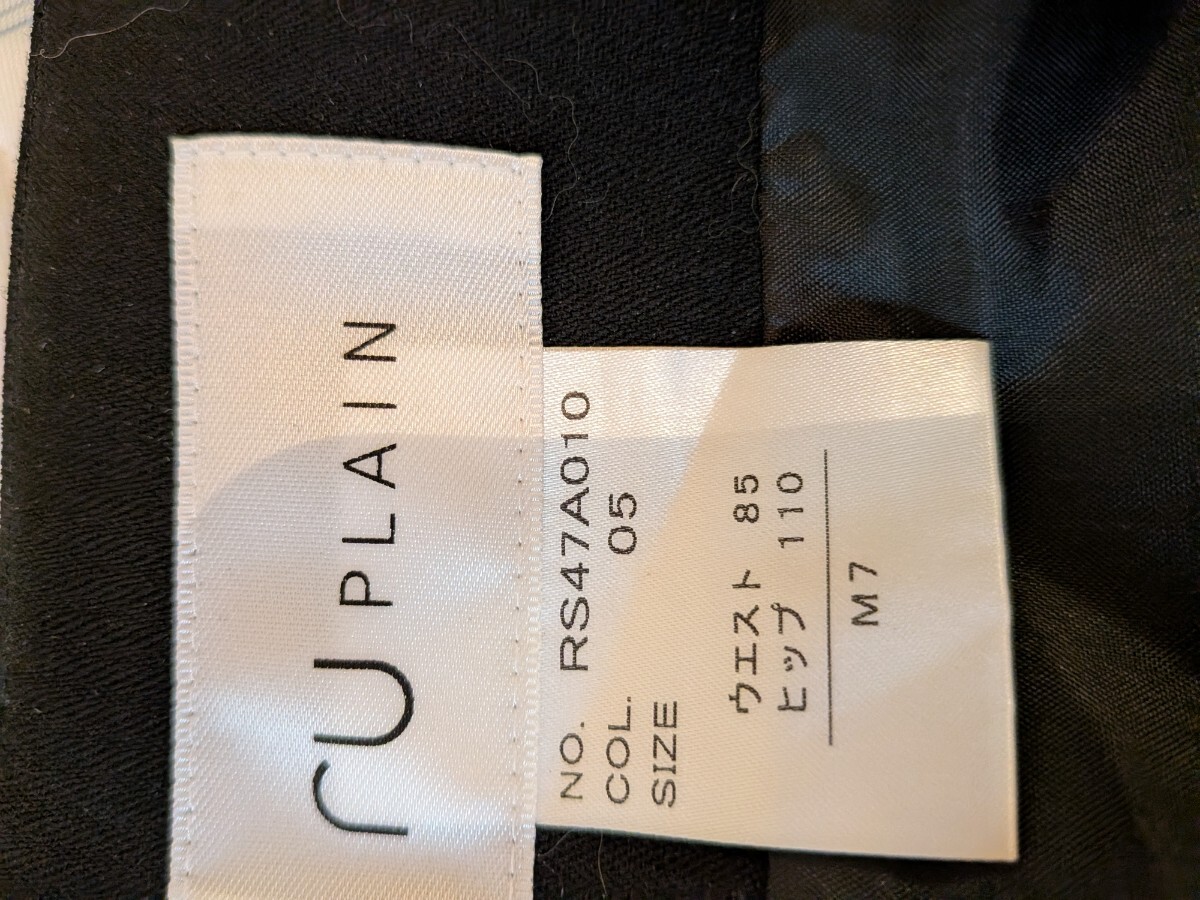 rU PLAIN
NO. RS47A010
COL. 05
SIZE
ウエスト 85
ヒップ 110
M7